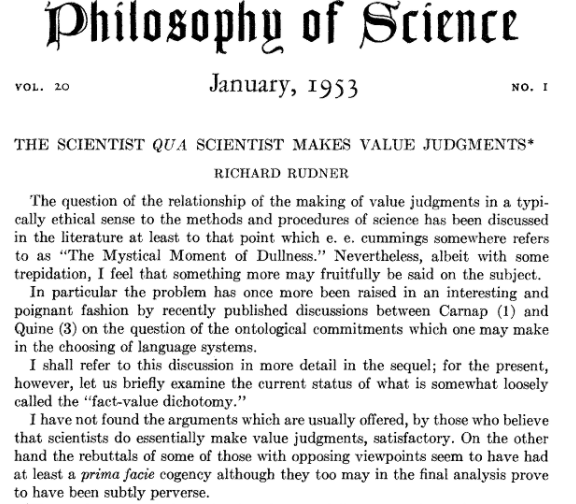 Philosophy of Science
VOL. 20 January, 1953 NO. 1
THE SCIENTIST QUA SCIENTIST MAKES VALUE JUDGMENTS*
RICHARD RUDNER
The question of the relationship of the making of value judgments in a typi-
cally ethical sense to the methods and procedures of science has been discussed
in the literature at least to that point which e. e. cummings somewhere refers
to as “The Mystical Moment of Dullness.” Nevertheless, albeit with some
trepidation, I feel that something more may fruitfully be said on the subject.
In particular the problem has once more been raised in an interesting and
poignant fashion by recently published discussions between Carnap (1) and
Quine (3) on the question of the ontological commitments which one may make
in the choosing of language systems.
I shall refer to this discussion in more detail in the sequel; for the present,
however, let us briefly examine the current status of what is somewhat loosely
called the “fact-value dichotomy.”
I have not found the arguments which are usually offered, by those who believe
that scientists do essentially make value judgments, satisfactory. On the other
hand the rebuttals of some of those with opposing viewpoints seem to have had
at least a prima facie cogency although they too may in the final analysis prove
to have been subtly perverse.